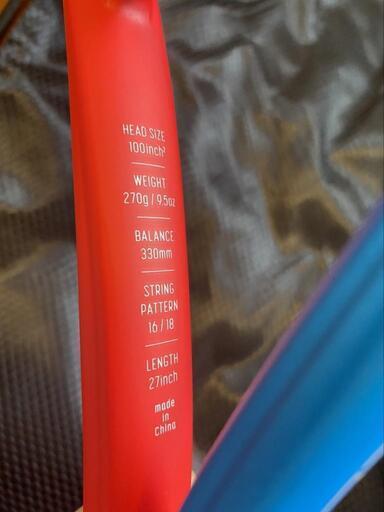 HEAD SIZE
100inch²
WEIGHT
270g / 9.5oz
BALANCE
330mm
STRING
PATTERN
16 / 18
LENGTH
27inch
made
in
China